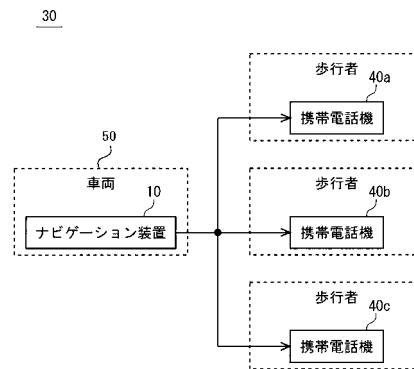 30
歩行者
40a
携帯電話機
50
車両
10
ナビゲーション装置
歩行者
40b
携帯電話機
歩行者
40c
携帯電話機